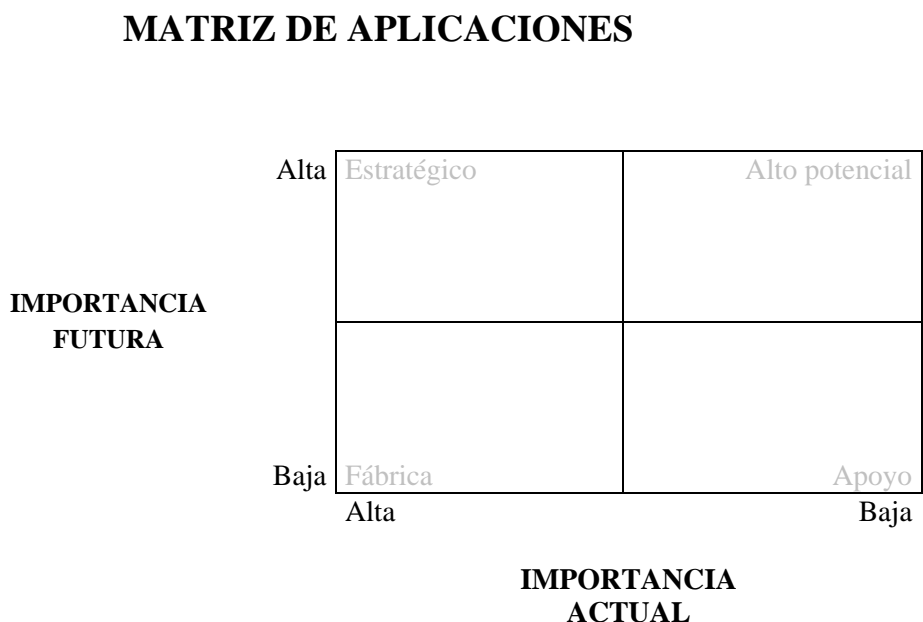 MATRIZ DE APLICACIONES
Alta Estratégico Alto potencial
IMPORTANCIA
FUTURA
Baja Fábrica Apoyo
Alta Baja
IMPORTANCIA
ACTUAL